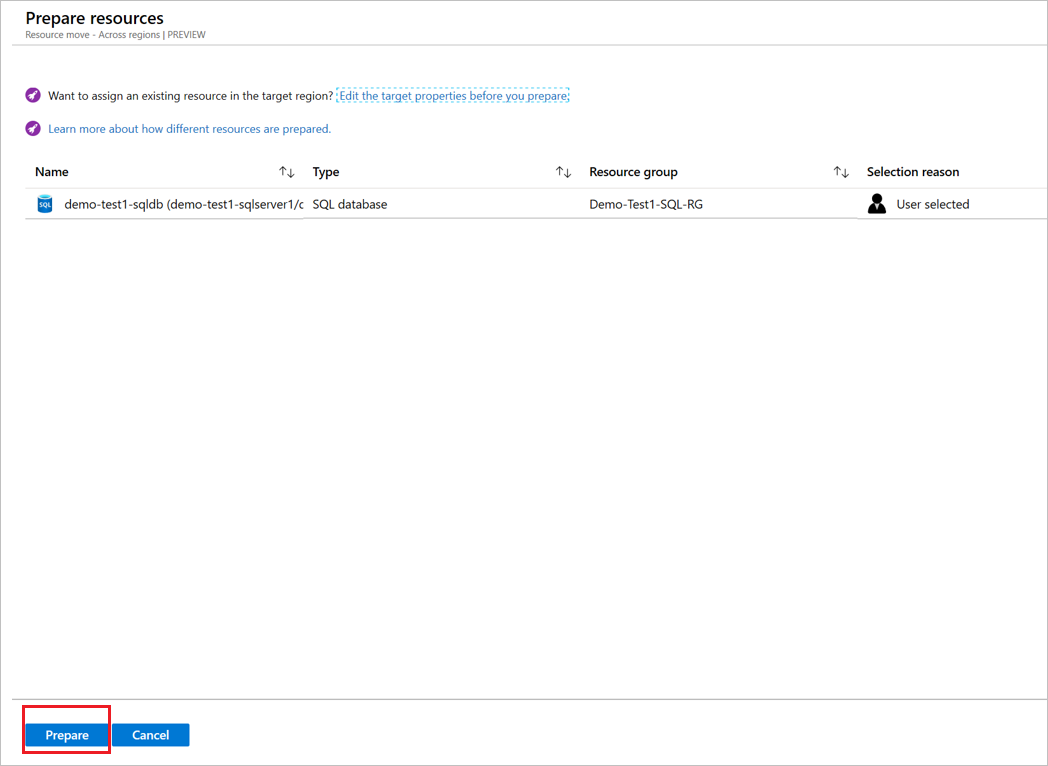 Prepare resources
Resource move - Across regions | PREVIEW
Want to assign an existing resource in the target region? Edit the target properties before you prepare.
Learn more about how different resources are prepared.
Name ↑↓ Type ↑↓ Resource group ↑↓ Selection reason
SQL demo-test1-sqldb (demo-test1-sqlserver1/c SQL database Demo-Test1-SQL-RG User selected
Prepare Cancel